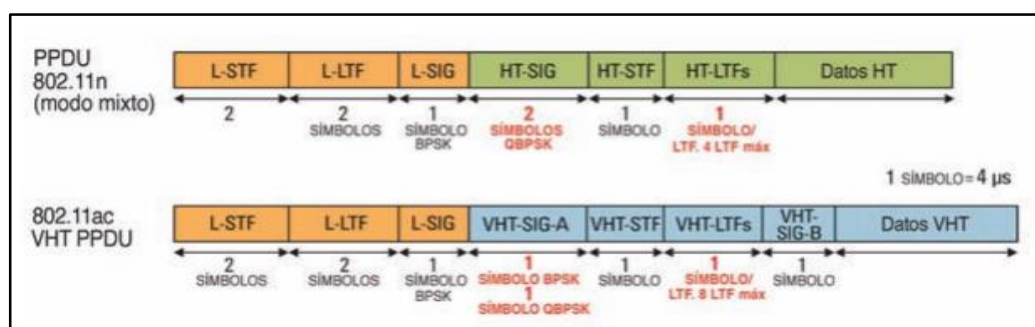 PPDU
802.11n
(modo mixto)
L-STF L-LTF L-SIG HT-SIG HT-STF HT-LTFs Datos HT
2 2 1 2 1 1
SÍMBOLOS SÍMBOLO SÍMBOLOS SÍMBOLO SÍMBOLO/
BPSK QBPSK LTF. 4 LTF máx
1 SÍMBOLO= 4 µs
802.11ac
VHT PPDU
L-STF L-LTF L-SIG VHT-SIG-A VHT-STF VHT-LTFs VHT-SIG-B Datos VHT
2 2 1 1 1 1 1
SÍMBOLOS SÍMBOLOS SÍMBOLO SÍMBOLO BPSK SÍMBOLO SÍMBOLO/ SÍMBOLO
BPSK 1 LTF. 8 LTF máx
SÍMBOLO QBPSK